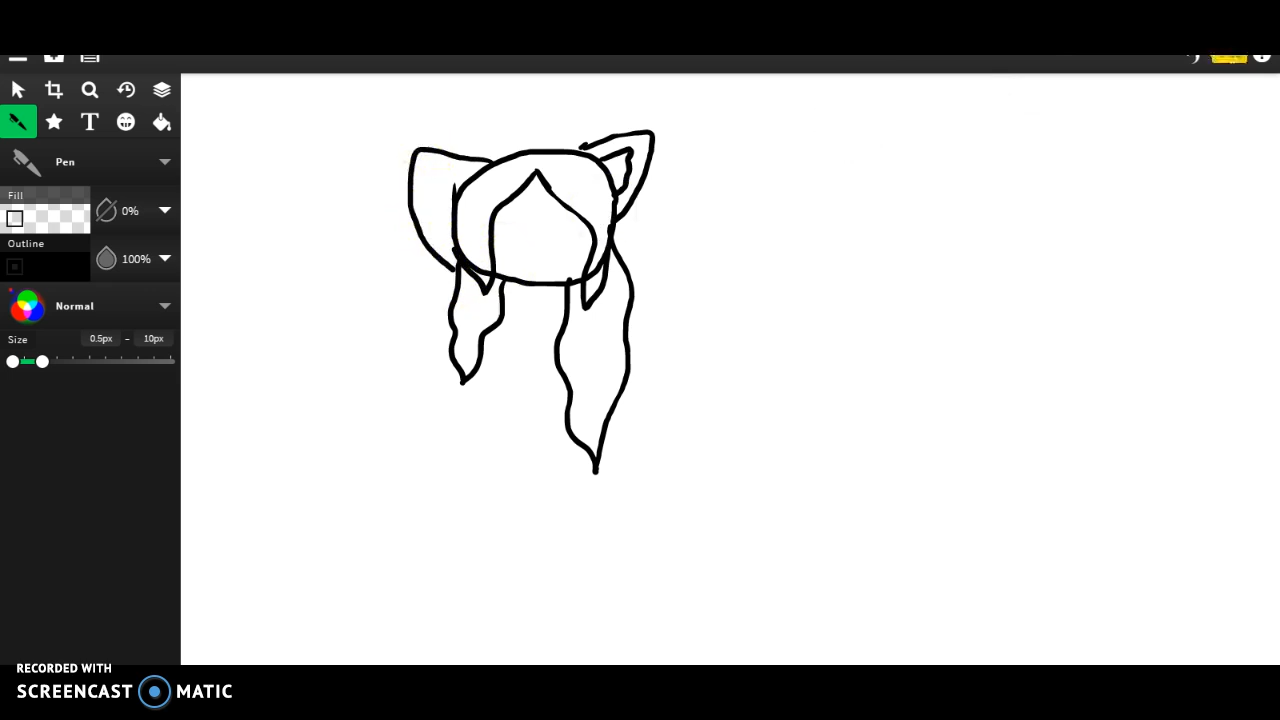 T
Pen
Fill
0%
Outline
100%
Normal
Size 0.5px - 10px
RECORDED WITH
SCREENCAST MATIC